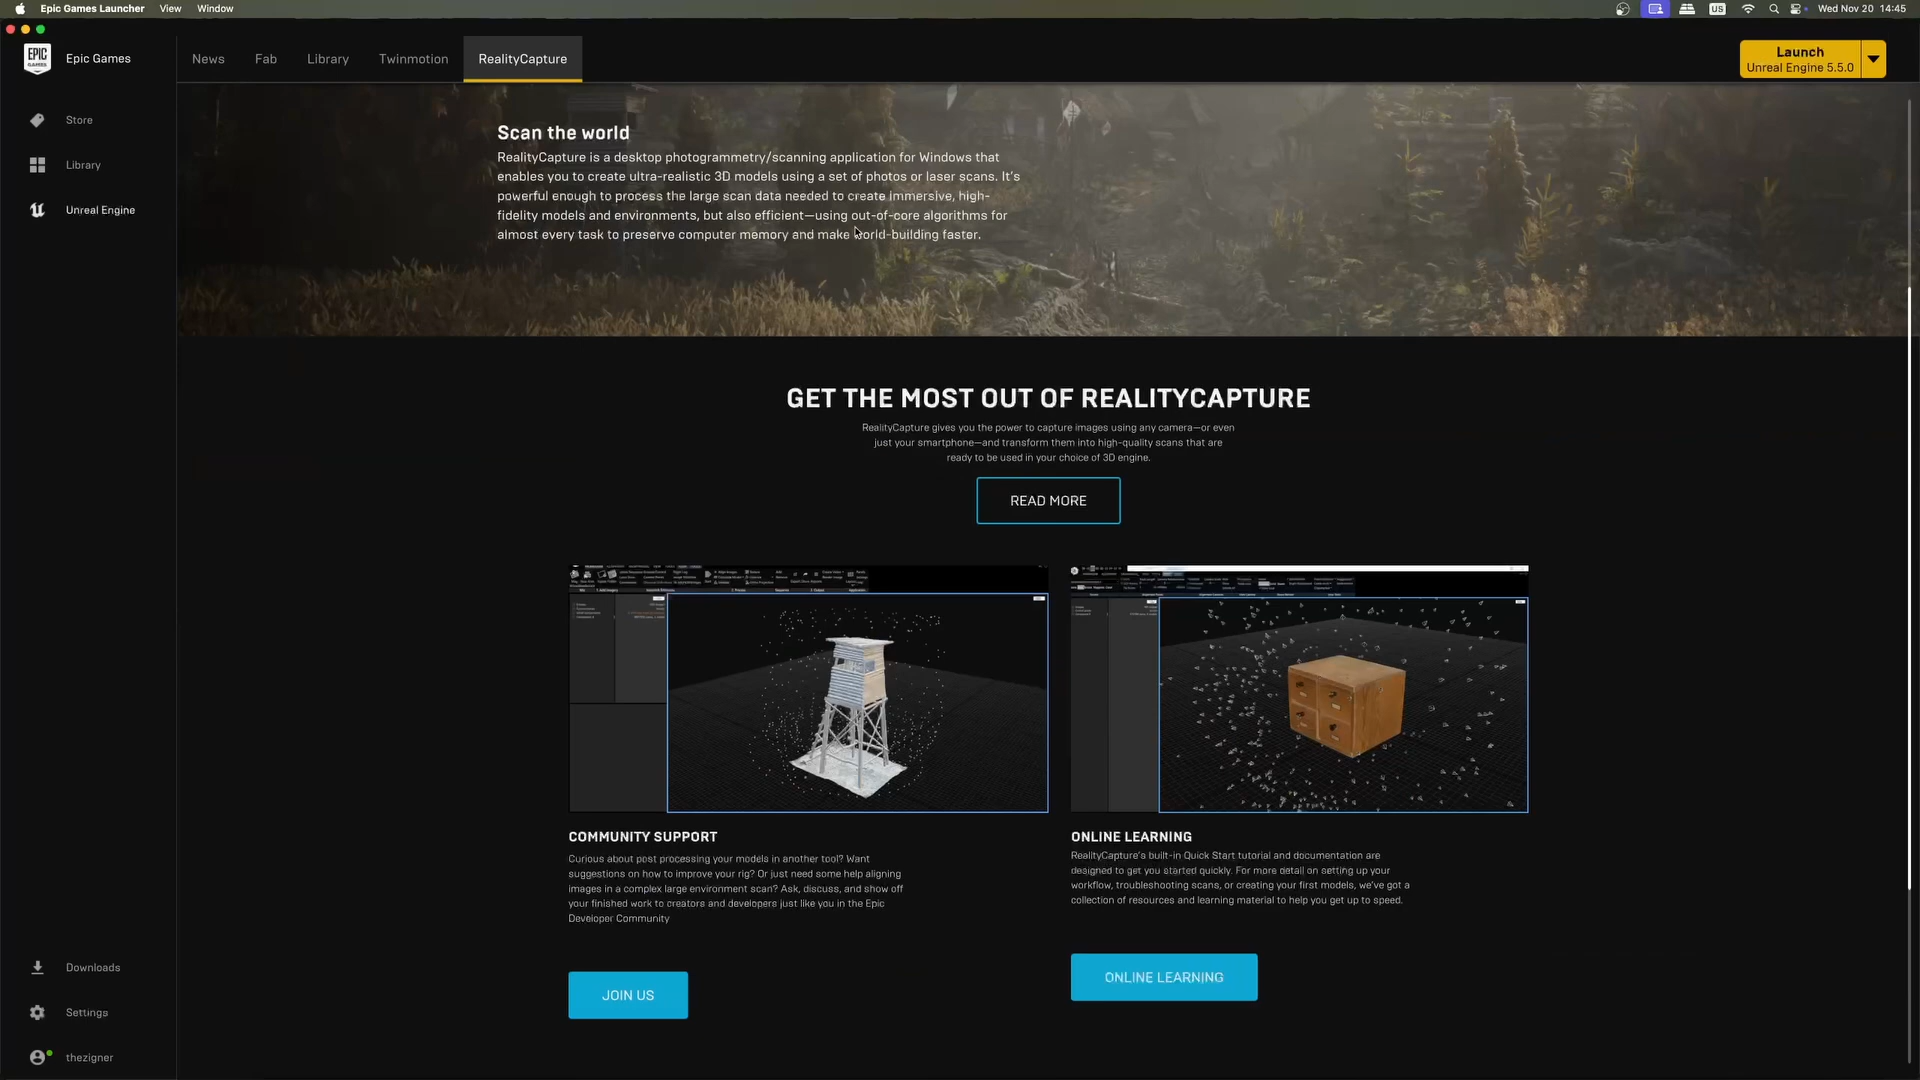 Epic Games Launcher View Window
US Wed Nov 20 14:45
EPIC GAMES
Epic Games
News Fab Library Twinmotion RealityCapture
Launch
Unreal Engine 5.5.0
Store
Library
Unreal Engine
Scan the world
RealityCapture is a desktop photogrammetry/scanning application for Windows that
enables you to create ultra-realistic 3D models using a set of photos or laser scans. It's
powerful enough to process the large scan data needed to create immersive, high-
fidelity models and environments, but also efficient—using out-of-core algorithms for
almost every task to preserve computer memory and make world-building faster.
GET THE MOST OUT OF REALITYCAPTURE
RealityCapture gives you the power to capture images using any camera—or even
just your smartphone—and transform them into high-quality scans that are
ready to be used in your choice of 3D engine.
READ MORE
COMMUNITY SUPPORT
Curious about post processing your models in another tool? Want
suggestions on how to improve your rig? Or just need some help aligning
images in a complex large environment scan? Ask, discuss, and show off
your finished work to creators and developers just like you in the Epic
Developer Community
JOIN US
ONLINE LEARNING
RealityCapture's built-in Quick Start tutorial and documentation are
designed to get you started quickly. For more detail on setting up your
workflow, troubleshooting scans, or creating your first models, we've got a
collection of resources and learning material to help you get up to speed.
ONLINE LEARNING
Downloads
Settings
thezigner